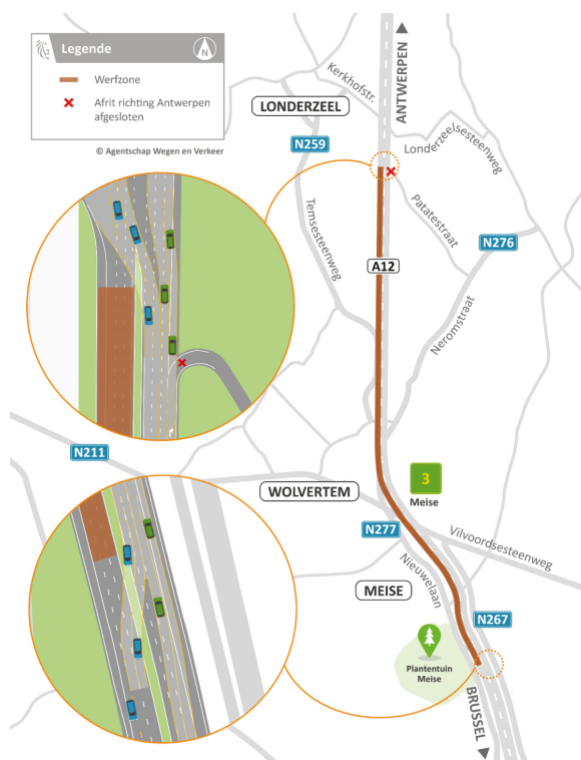 Legende
N
Werfzone
Afrit richting Antwerpen
afgesloten
© Agentschap Wegen en Verkeer
ANTWERPEN
Kerkhofstr.
LONDERZEEL
N259
Londerzeelsesteenweg
Temsesteenweg
Patatestraat
N276
A12
Neromstraat
N211
3
Meise
WOLVERTEM
N277
Vilvoordsesteenweg
Nieuwelaan
MEISE
N267
Plantentuin
Meise
BRUSSEL